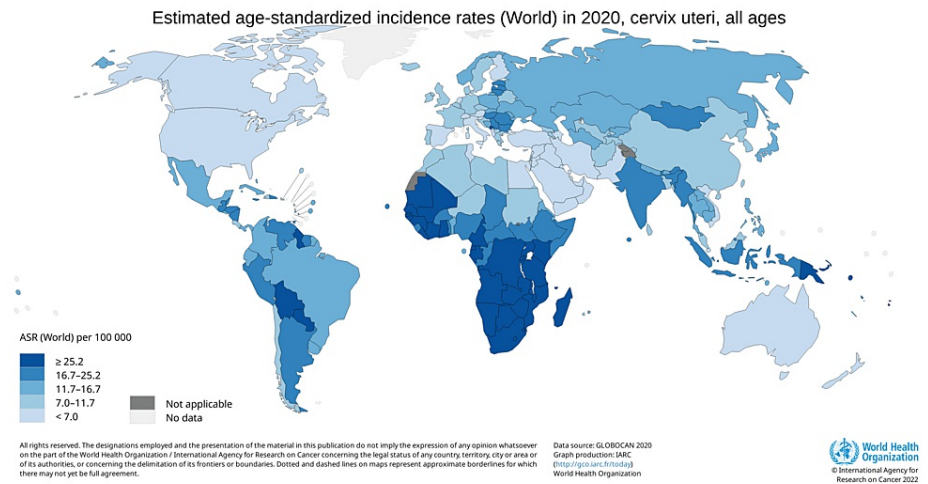 Estimated age-standardized incidence rates (World) in 2020, cervix uteri, all ages
ASR (World) per 100 000
≥ 25.2
16.7–25.2
11.7–16.7
7.0–11.7
< 7.0
Not applicable
No data
All rights reserved. The designations employed and the presentation of the material in this publication do not imply the expression of any opinion whatsoever
on the part of the World Health Organization / International Agency for Research on Cancer concerning the legal status of any country, territory, city or area or
of its authorities, or concerning the delimitation of its frontiers or boundaries. Dotted and dashed lines on maps represent approximate borderlines for which
there may not yet be full agreement.
Data source: GLOBOCAN 2020
Graph production: IARC
(http://gco.iarc.fr/today)
World Health Organization
World Health
Organization
© International Agency for
Research on Cancer 2022